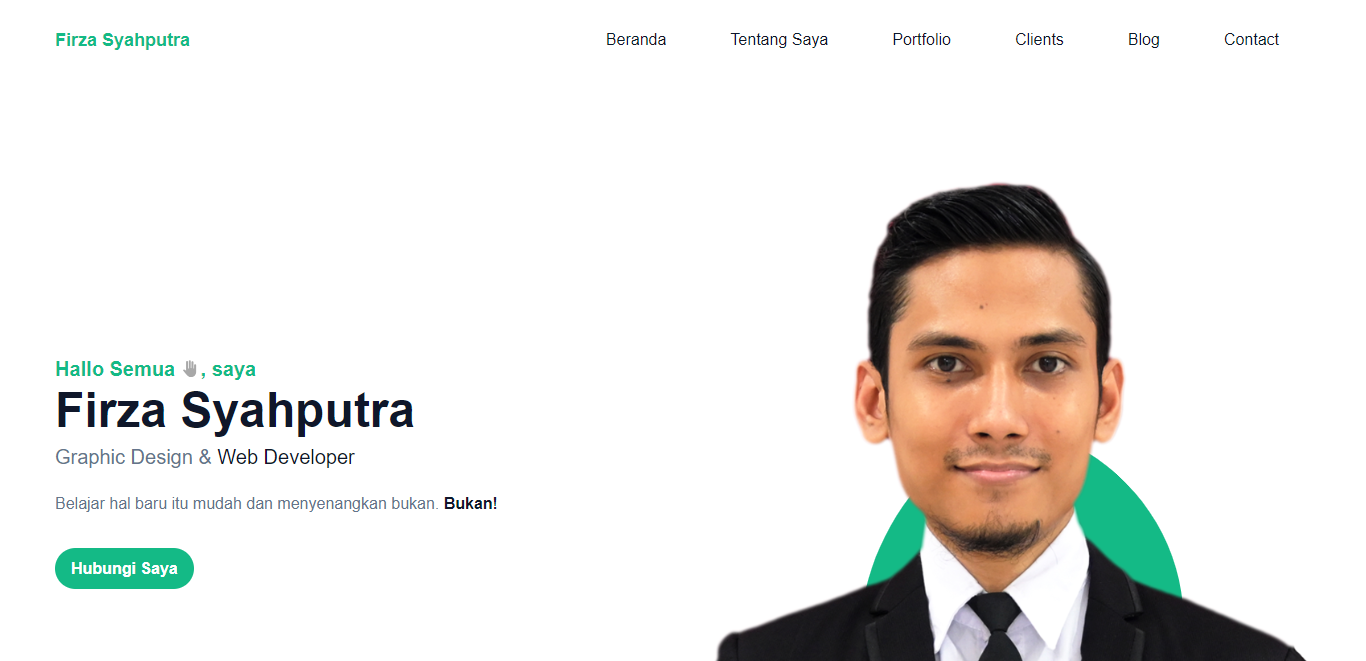 Firza Syahputra
Beranda Tentang Saya Portfolio Clients Blog Contact
Hallo Semua ✋, saya
Firza Syahputra
Graphic Design & Web Developer
Belajar hal baru itu mudah dan menyenangkan bukan. Bukan!
Hubungi Saya